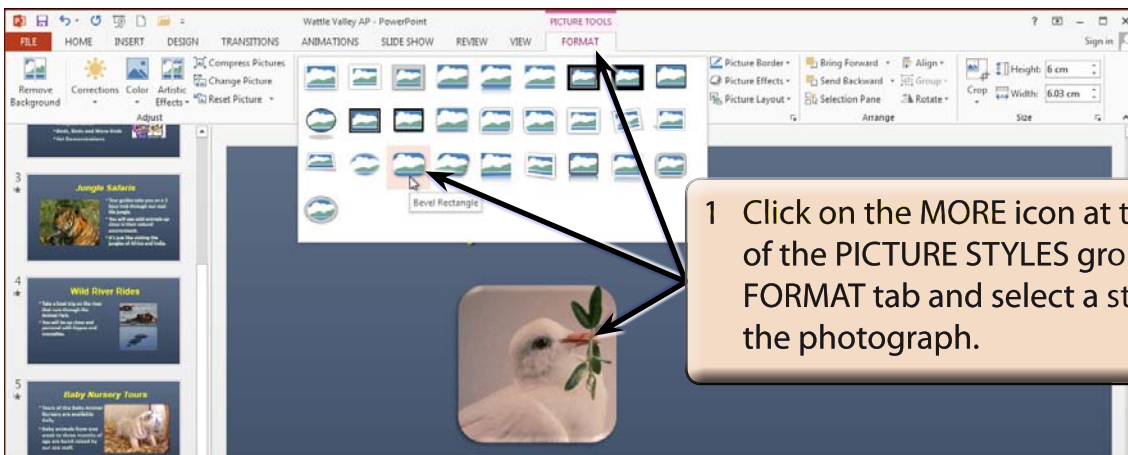 Wattle Valley AP - PowerPoint
PICTURE TOOLS
FILE HOME INSERT DESIGN TRANSITIONS ANIMATIONS SLIDE SHOW REVIEW VIEW FORMAT Sign in
Remove Background
Corrections
Color
Artistic Effects
Compress Pictures
Change Picture
Reset Picture
Adjust
Picture Border
Picture Effects
Picture Layout
Bring Forward
Send Backward
Selection Pane
Align
Group
Rotate
Arrange
Crop
Height: 6 cm
Width: 6.03 cm
Size
Bevel Rectangle
3
Jungle Safaris
4
Wild River Rides
5
Baby Nursery Tours
1 Click on the MORE icon at t
of the PICTURE STYLES gro
FORMAT tab and select a st
the photograph.